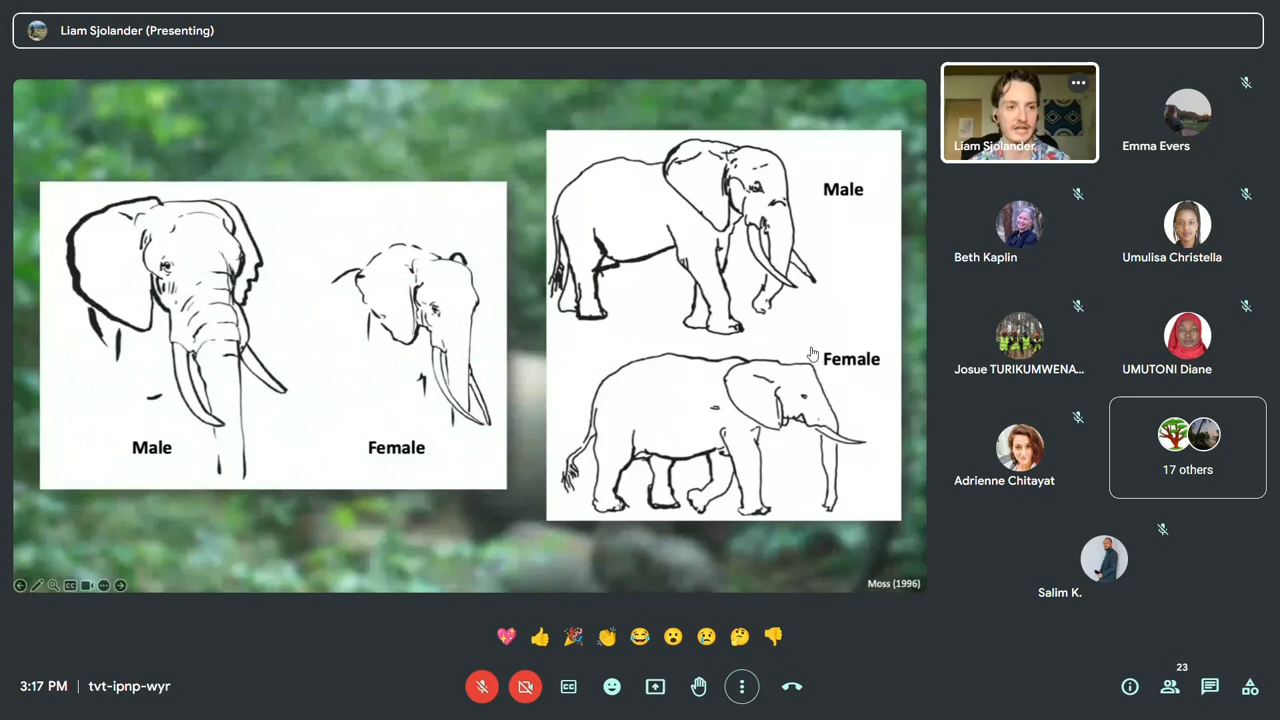 Liam Sjolander (Presenting)
Male
Female
Male
Female
Moss (1996)
Liam Sjolander
Emma Evers
Beth Kaplin
Umulisa Christella
Josue TURIKUMWENA...
UMUTONI Diane
Adrienne Chitayat
17 others
Salim K.
3:17 PM | tvt-ipnp-wyr
CC
23